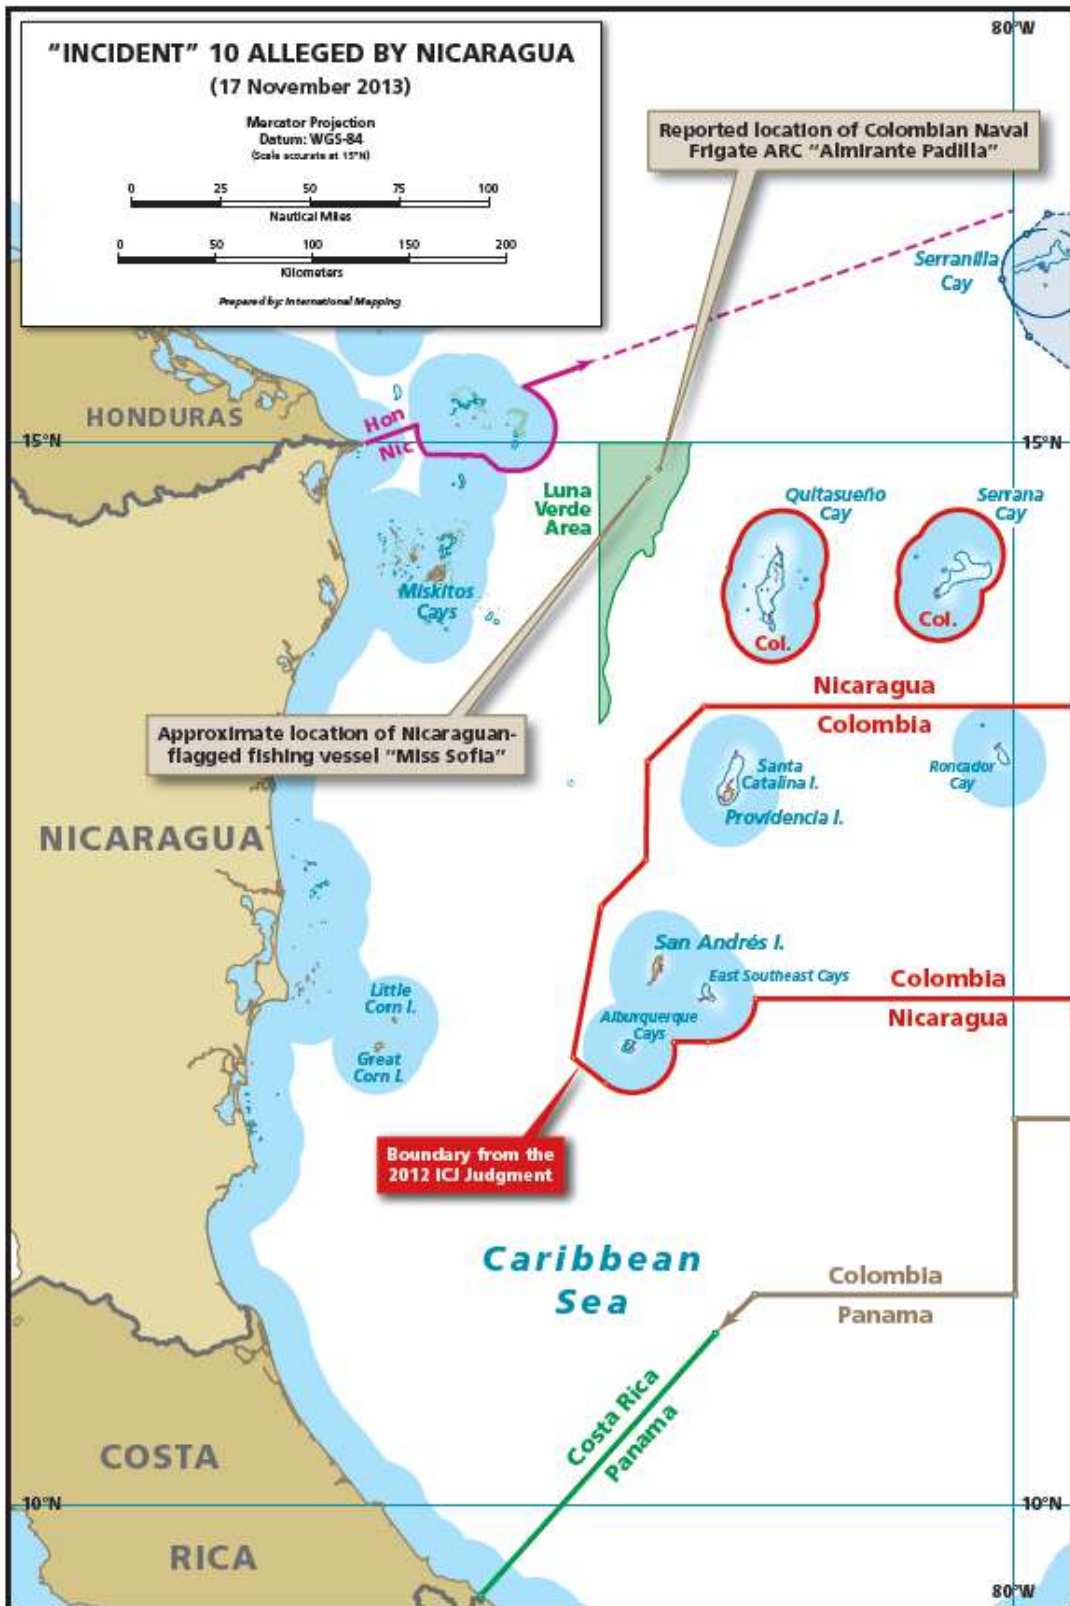 "INCIDENT" 10 ALLEGED BY NICARAGUA
(17 November 2013)
Mercator Projection
Datum: WGS-84
(Scale accurate at 15°N)
0 25 50 75 100
Nautical Miles
0 50 100 150 200
Kilometers
Prepared by: International Mapping
80°W
Reported location of Colombian Naval
Frigate ARC "Almirante Padilla"
Serranilla
Cay
HONDURAS
Hon
Nic
15°N
15°N
Luna
Verde
Area
Quitasueño
Cay
Serrana
Cay
Miskitos
Cays
Col.
Col.
Nicaragua
Colombia
Approximate location of Nicaraguan-
flagged fishing vessel "Miss Sofia"
Santa
Catalina I.
Providencia I.
Roncador
Cay
NICARAGUA
San Andrés I.
East Southeast Cays
Alburquerque
Cays
Colombia
Nicaragua
Little
Corn I.
Great
Corn I.
Boundary from the
2012 ICJ Judgment
Caribbean
Sea
Colombia
Panama
Costa Rica
Panama
COSTA
RICA
10°N
10°N
80°W